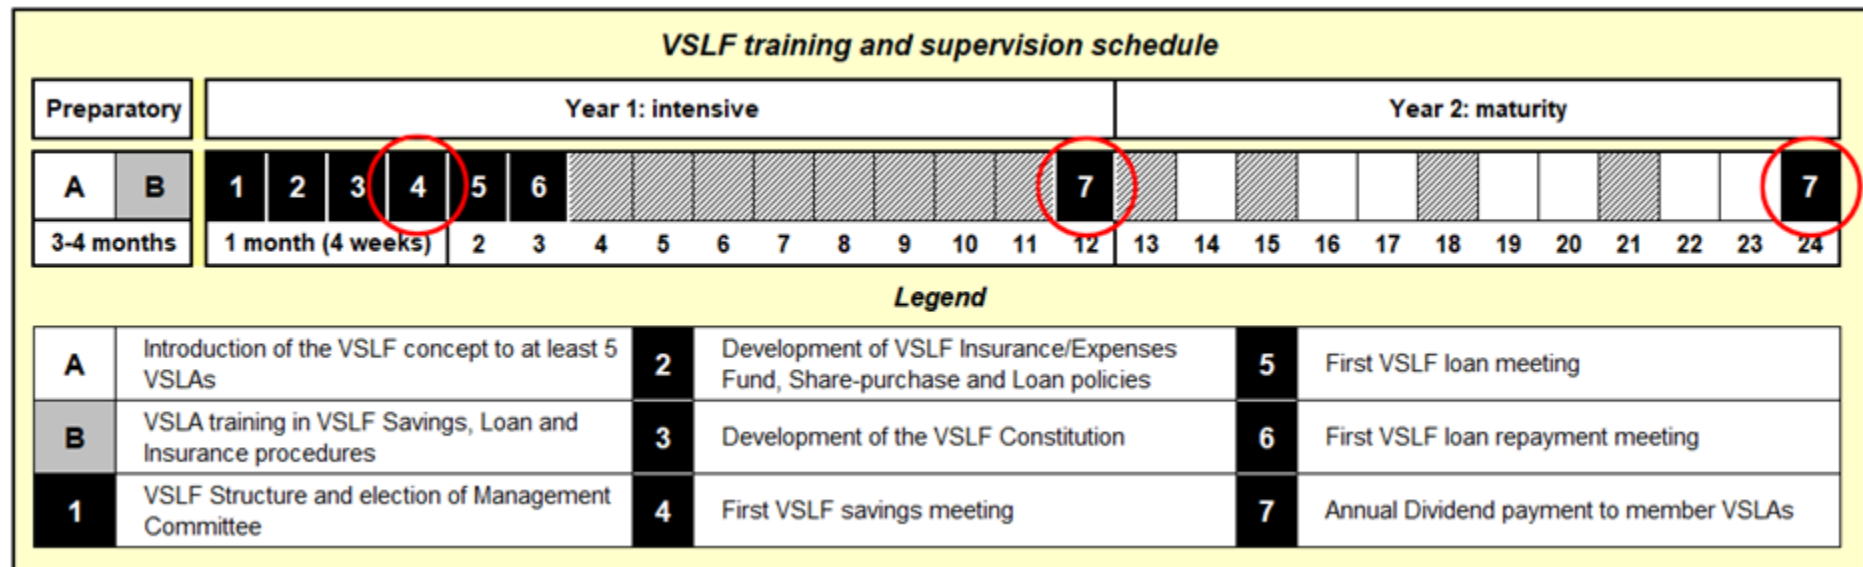 VSLF training and supervision schedule
Preparatory
Year 1: intensive
Year 2: maturity
A B 1 2 3 4 5 6 7 7
3-4 months 1 month (4 weeks) 2 3 4 5 6 7 8 9 10 11 12 13 14 15 16 17 18 19 20 21 22 23 24
Legend
A
Introduction of the VSLF concept to at least 5
VSLAs
2
Development of VSLF Insurance/Expenses
Fund, Share-purchase and Loan policies
5
First VSLF loan meeting
B
VSLA training in VSLF Savings, Loan and
Insurance procedures
3
Development of the VSLF Constitution
6
First VSLF loan repayment meeting
1
VSLF Structure and election of Management
Committee
4
First VSLF savings meeting
7
Annual Dividend payment to member VSLAs